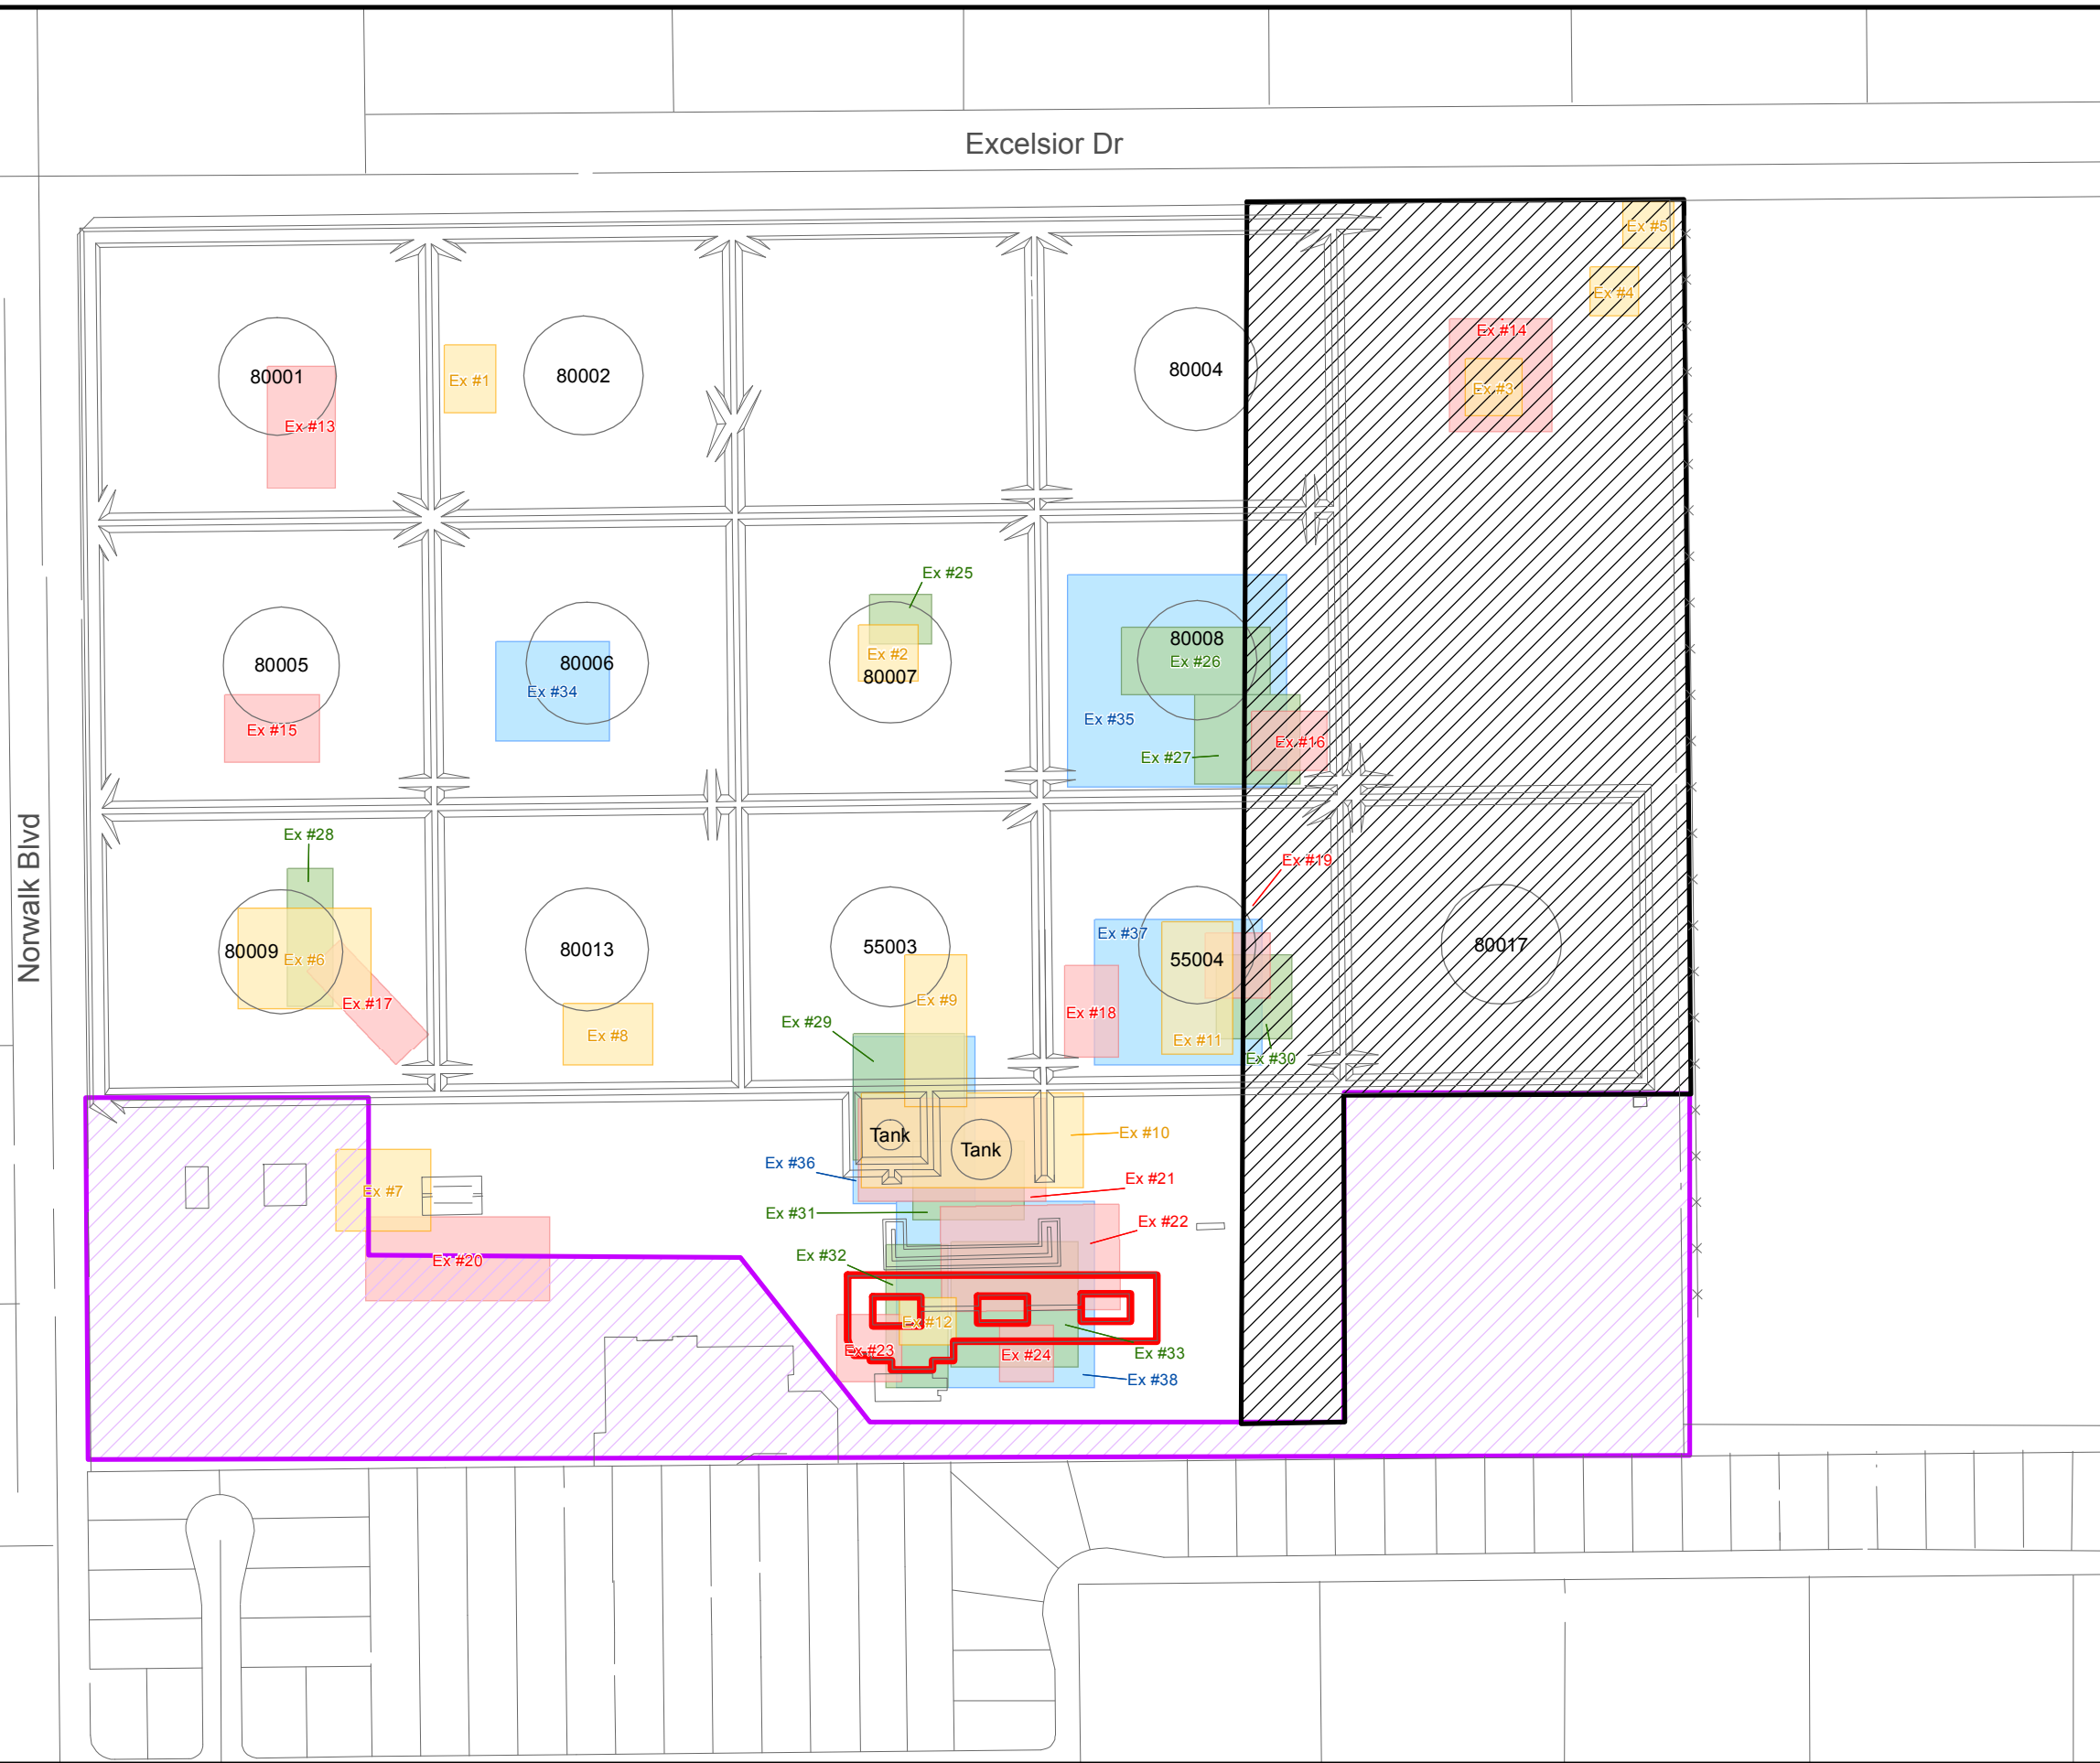 Excelsior Dr
Ex #5
Ex #4
Ex #14
80001
Ex #1
80002
80004
Ex #3
Ex #13
Ex #25
80008
80005
80006
Ex #2
Ex #26
80007
Ex #34
Ex #35
Ex #15
Ex #16
Ex #27
Norwalk Blvd
Ex #28
Ex #19
80009
Ex #6
80013
55003
Ex #37
55004
80017
Ex #17
Ex #9
Ex #18
Ex #29
Ex #8
Ex #11
Ex #30
Tank
Tank
Ex #10
Ex #36
Ex #21
Ex #7
Ex #31
Ex #22
Ex #20
Ex #32
Ex #12
Ex #23
Ex #24
Ex #33
Ex #38